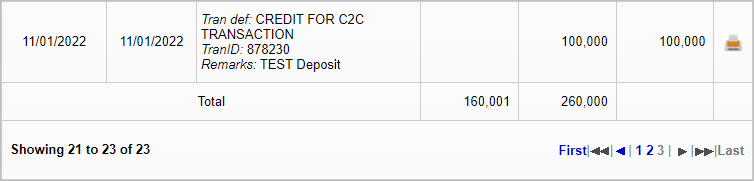 11/01/2022 11/01/2022 Tran def: CREDIT FOR C2C
TRANSACTION
TranID: 878230
Remarks: TEST Deposit
100,000 100,000
Total 160,001 260,000
Showing 21 to 23 of 23
First|◀◀|◀| 1 2 3 | ▶ |▶▶|Last